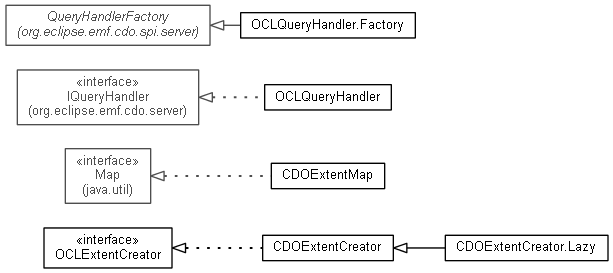 QueryHandlerFactory
(org.eclipse.emf.cdo.spi.server)
OCLQueryHandler.Factory
«interface»
IQueryHandler
(org.eclipse.emf.cdo.server)
OCLQueryHandler
«interface»
Map
(java.util)
CDOExtentMap
«interface»
OCLExtentCreator
CDOExtentCreator
CDOExtentCreator.Lazy